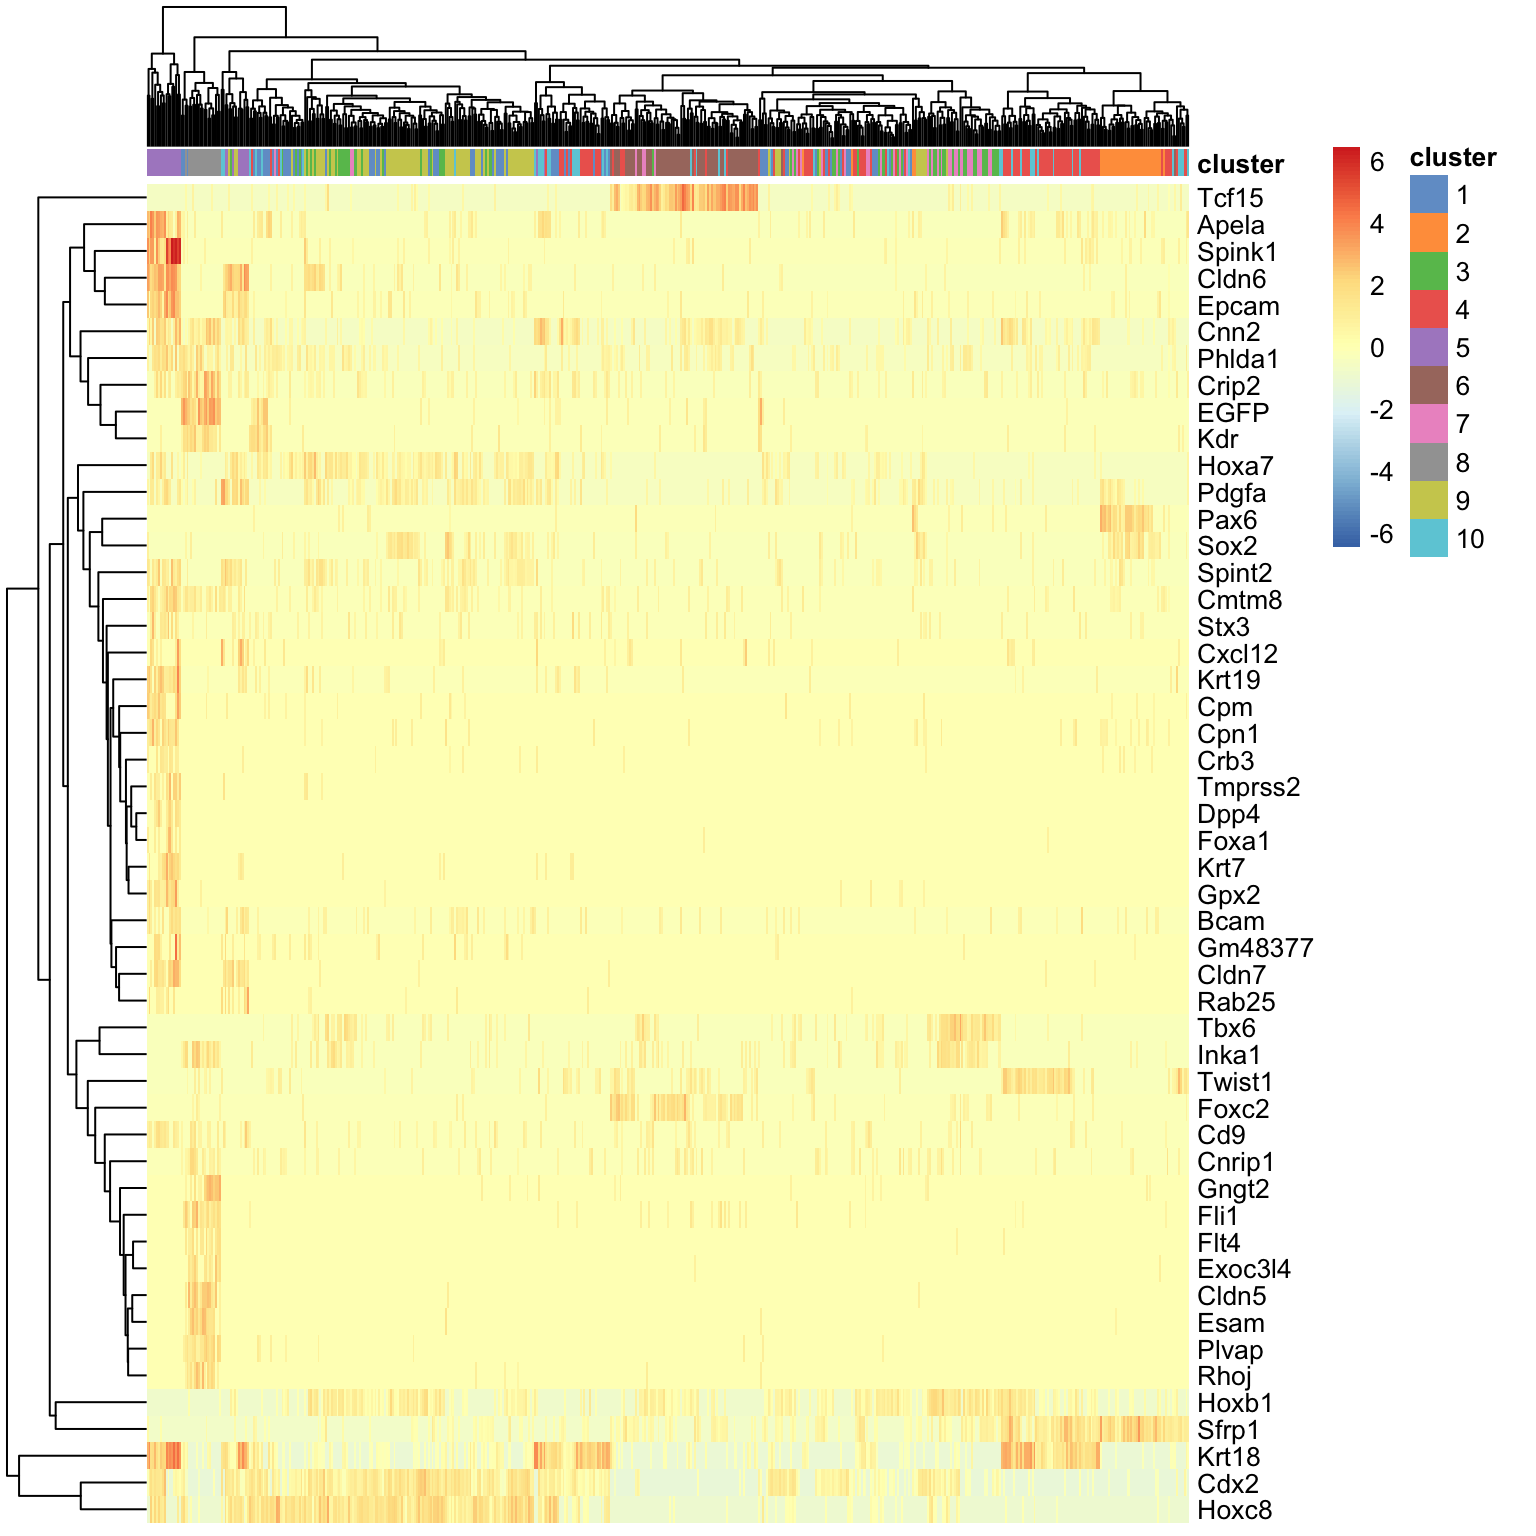 cluster
Tcf15
Apela
Spink1
Cldn6
Epcam
Cnn2
Phlda1
Crip2
EGFP
Kdr
Hoxa7
Pdgfa
Pax6
Sox2
Spint2
Cmtm8
Stx3
Cxcl12
Krt19
Cpm
Cpn1
Crb3
Tmprss2
Dpp4
Foxa1
Krt7
Gpx2
Bcam
Gm48377
Cldn7
Rab25
Tbx6
Inka1
Twist1
Foxc2
Cd9
Cnrip1
Gngt2
Fli1
Flt4
Exoc3l4
Cldn5
Esam
Plvap
Rhoj
Hoxb1
Sfrp1
Krt18
Cdx2
Hoxc8
6
4
2
0
-2
-4
-6
cluster
1
2
3
4
5
6
7
8
9
10